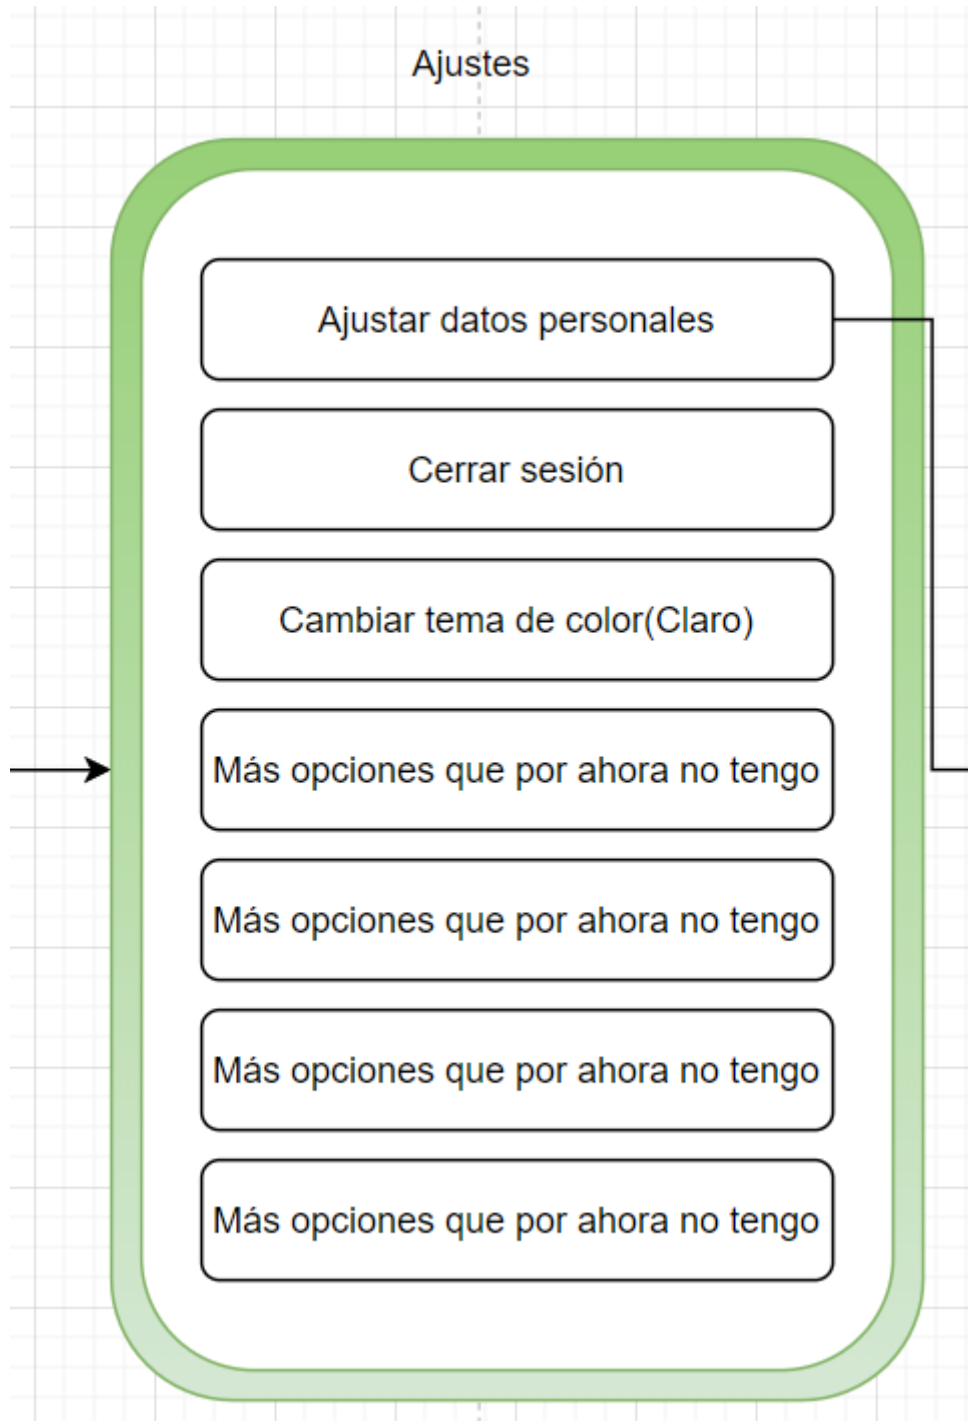 Ajustes
Ajustar datos personales
Cerrar sesión
Cambiar tema de color(Claro)
Más opciones que por ahora no tengo
Más opciones que por ahora no tengo
Más opciones que por ahora no tengo
Más opciones que por ahora no tengo